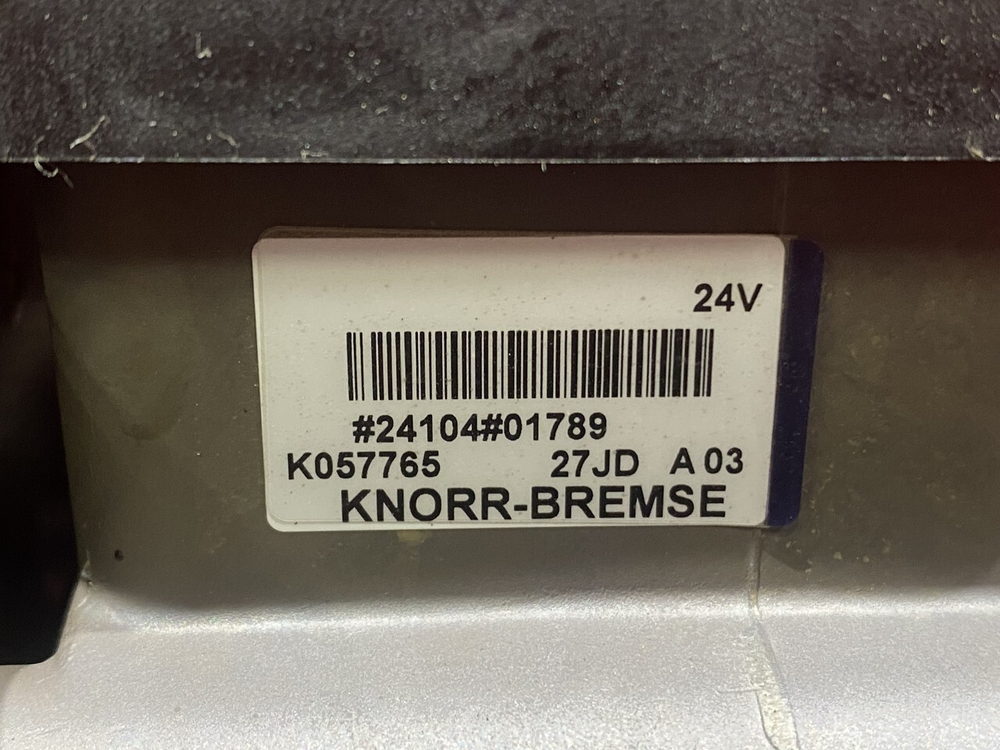 24V
#24104#01789
K057765 27JD A 03
KNORR-BREMSE